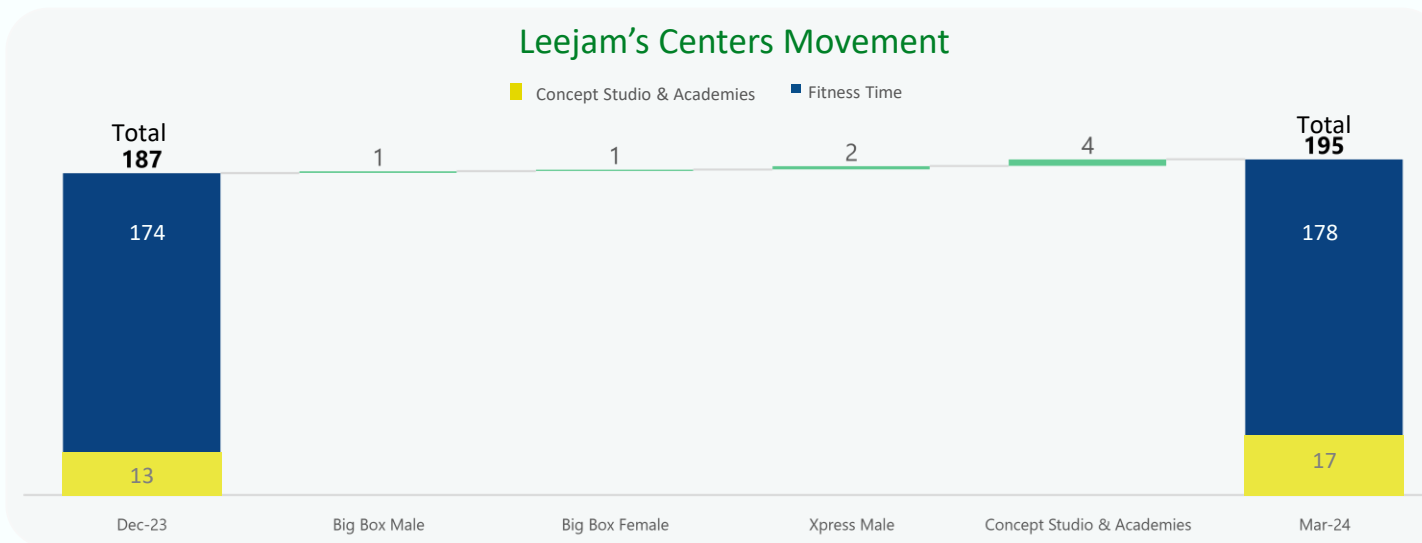 Leejam’s Centers Movement
Concept Studio & Academies
Fitness Time
Total
187
1
1
2
4
Total
195
174
178
13
17
Dec-23
Big Box Male
Big Box Female
Xpress Male
Concept Studio & Academies
Mar-24